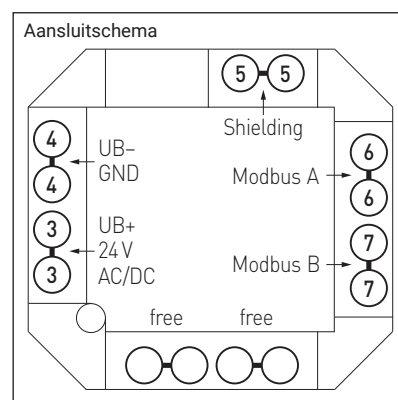 Aansluitschema
5 5
Shielding
4
4
UB–
GND
3
3
UB+
24 V
AC/DC
6
6
Modbus A
7
7
Modbus B
free free